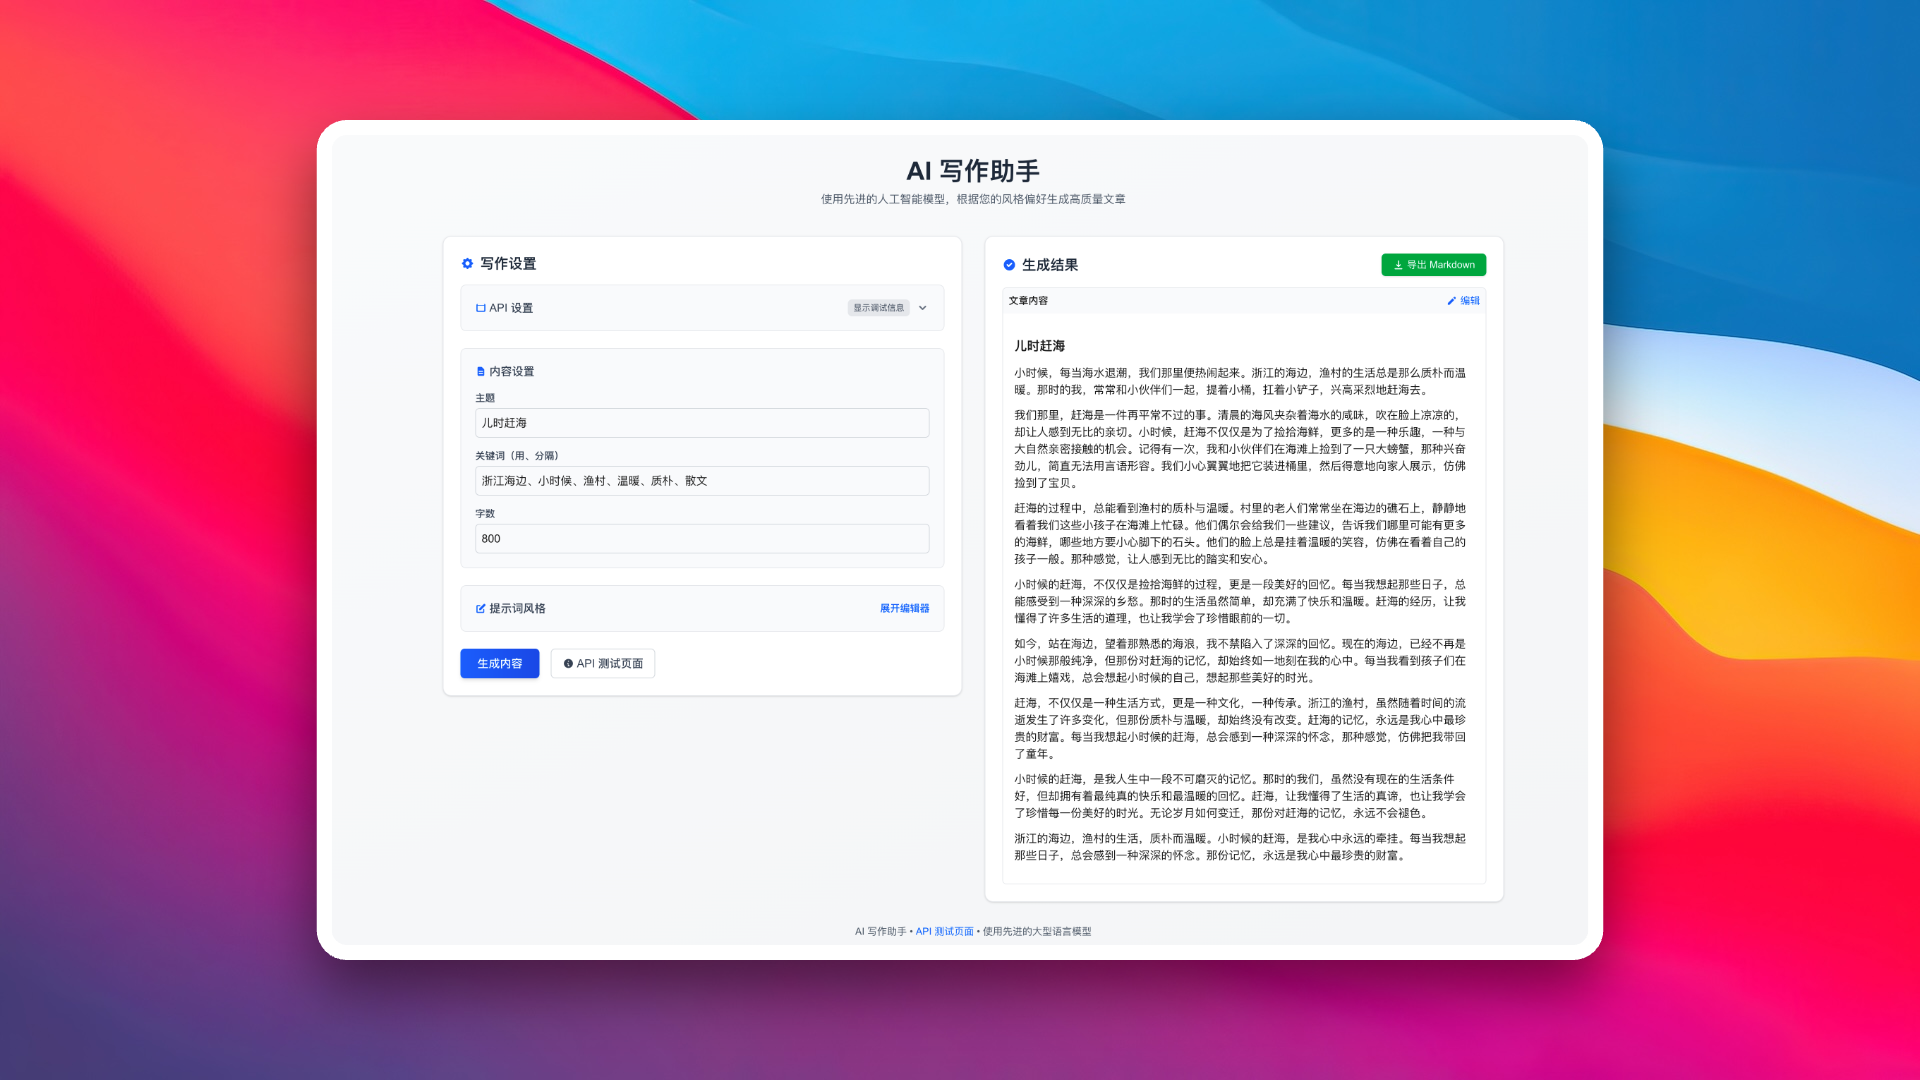 AI 写作助手
使用先进的人工智能模型，根据您的风格偏好生成高质量文章
写作设置
API 设置
显示调试信息
内容设置
主题
儿时赶海
关键词（用、分隔）
浙江海边、小时候、渔村、温暖、质朴、散文
字数
800
提示词风格
展开编辑器
生成内容
API 测试页面
生成结果
导出 Markdown
文章内容
编辑
儿时赶海
小时候，每当海水退潮，我们那里便热闹起来。浙江的海边，渔村的生活总是那么质朴而温
暖。那时的我，常常和小伙伴们一起，提着小桶，扛着小铲子，兴高采烈地赶海去。
我们那里，赶海是一件再平常不过的事。清晨的海风夹杂着海水的咸味，吹在脸上凉凉的，
却让人感到无比的亲切。小时候，赶海不仅仅是为了捡拾海鲜，更多的是一种乐趣，一种与
大自然亲密接触的机会。记得有一次，我和小伙伴们在海滩上捡到了一只大螃蟹，那种兴奋
劲儿，简直无法用言语形容。我们小心翼翼地把它装进桶里，然后得意地向家人展示，仿佛
捡到了宝贝。
赶海的过程中，总能看到渔村的质朴与温暖。村里的老人们常常坐在海边的礁石上，静静地
看着我们这些小孩子在海滩上忙碌。他们偶尔会给我们一些建议，告诉我们哪里可能有更多
的海鲜，哪些地方要小心脚下的石头。他们的脸上总是挂着温暖的笑容，仿佛在看着自己的
孩子一般。那种感觉，让人感到无比的踏实和安心。
小时候的赶海，不仅仅是捡拾海鲜的过程，更是一段美好的回忆。每当我想起那些日子，总
能感受到一种深深的乡愁。那时的生活虽然简单，却充满了快乐和温暖。赶海的经历，让我
懂得了许多生活的道理，也让我学会了珍惜眼前的一切。
如今，站在海边，望着那熟悉的海浪，我不禁陷入了深深的回忆。现在的海边，已经不再是
小时候那般纯净，但那份对赶海的记忆，却始终如一地刻在我的心中。每当我看到孩子们在
海滩上嬉戏，总会想起小时候的自己，想起那些美好的时光。
赶海，不仅仅是一种生活方式，更是一种文化，一种传承。浙江的渔村，虽然随着时间的流
逝发生了许多变化，但那份质朴与温暖，却始终没有改变。赶海的记忆，永远是我心中最珍
贵的财富。每当我想起小时候的赶海，总会感到一种深深的怀念，那种感觉，仿佛把我带回
了童年。
小时候的赶海，是我人生中一段不可磨灭的记忆。那时的我们，虽然没有现在的生活条件
好，但却拥有着最纯真的快乐和最温暖的回忆。赶海，让我懂得了生活的真谛，也让我学会
了珍惜每一份美好的时光。无论岁月如何变迁，那份对赶海的记忆，永远不会褪色。
浙江的海边，渔村的生活，质朴而温暖。小时候的赶海，是我心中永远的牵挂。每当我想起
那些日子，总会感到一种深深的怀念。那份记忆，永远是我心中最珍贵的财富。
AI 写作助手 • API 测试页面 • 使用先进的大型语言模型